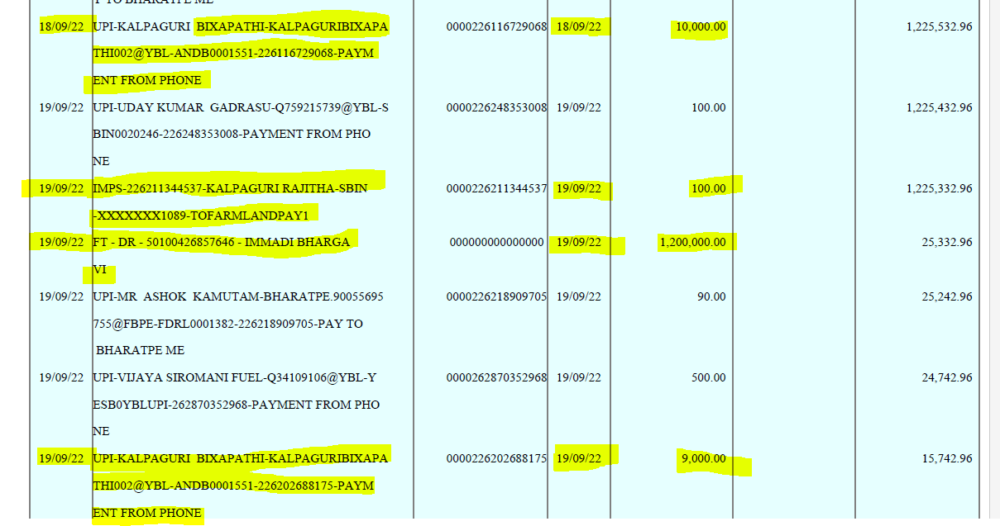 T TO BHARATPE ME
18/09/22 UPI-KALPAGURI BIXAPATHI-KALPAGURIBIXAPA 0000226116729068 18/09/22 10,000.00 1,225,532.96
THI002@YBL-ANDB0001551-226116729068-PAYM
ENT FROM PHONE
19/09/22 UPI-UDAY KUMAR GADRASU-Q759215739@YBL-S 0000226248353008 19/09/22 100.00 1,225,432.96
BIN0020246-226248353008-PAYMENT FROM PHO
NE
19/09/22 IMPS-226211344537-KALPAGURI RAJITHA-SBIN 0000226211344537 19/09/22 100.00 1,225,332.96
-XXXXXXX1089-TOFARMLANDPAY1
19/09/22 FT - DR - 50100426857646 - IMMADI BHARGA 000000000000000 19/09/22 1,200,000.00 25,332.96
VI
19/09/22 UPI-MR ASHOK KAMUTAM-BHARATPE.90055695 0000226218909705 19/09/22 90.00 25,242.96
755@FBPE-FDRL0001382-226218909705-PAY TO
BHARATPE ME
19/09/22 UPI-VIJAYA SIROMANI FUEL-Q34109106@YBL-Y 0000262870352968 19/09/22 500.00 24,742.96
ESB0YBLUPI-262870352968-PAYMENT FROM PHO
NE
19/09/22 UPI-KALPAGURI BIXAPATHI-KALPAGURIBIXAPA 0000226202688175 19/09/22 9,000.00 15,742.96
THI002@YBL-ANDB0001551-226202688175-PAYM
ENT FROM PHONE